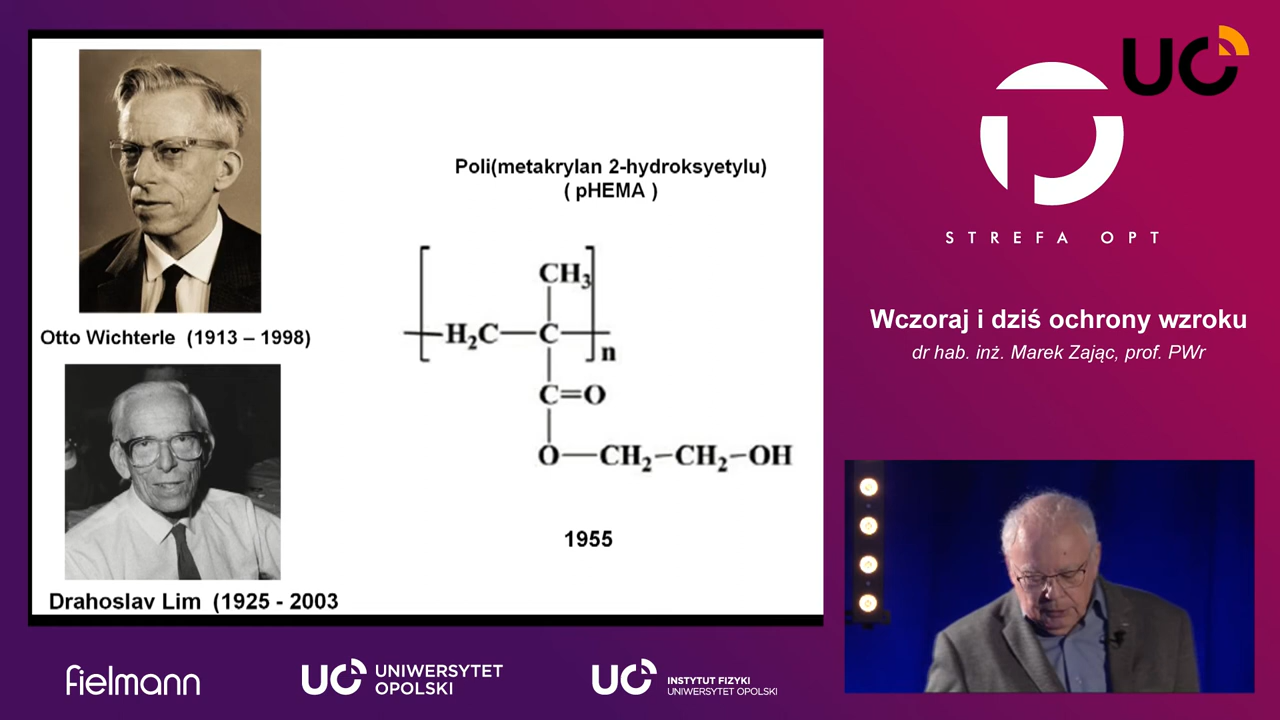 Otto Wichterle (1913 – 1998)
Drahoslav Lim (1925 - 2003
Poli(metakrylan 2-hydroksyetylu)
( pHEMA )
CH3
H2C—C
n
C=O
O—CH2–CH2–OH
1955
UO
STREFA OPT
Wczoraj i dziś ochrony wzroku
dr hab. inż. Marek Zając, prof. PWr
fielmann
UO UNIWERSYTET
OPOLSKI
UO INSTYTUT FIZYKI
UNIWERSYTET OPOLSKI